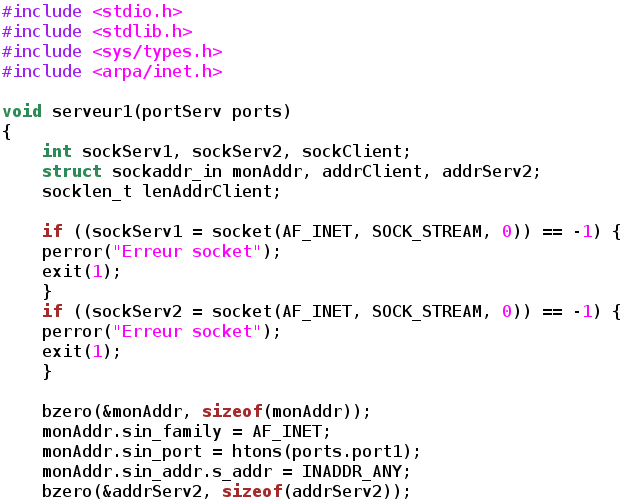 #include <stdio.h>
#include <stdlib.h>
#include <sys/types.h>
#include <arpa/inet.h>

void serveur1(portServ ports)
{
    int sockServ1, sockServ2, sockClient;
    struct sockaddr_in monAddr, addrClient, addrServ2;
    socklen_t lenAddrClient;

    if ((sockServ1 = socket(AF_INET, SOCK_STREAM, 0)) == -1) {
    perror("Erreur socket");
    exit(1);
    }
    if ((sockServ2 = socket(AF_INET, SOCK_STREAM, 0)) == -1) {
    perror("Erreur socket");
    exit(1);
    }

    bzero(&monAddr, sizeof(monAddr));
    monAddr.sin_family = AF_INET;
    monAddr.sin_port = htons(ports.port1);
    monAddr.sin_addr.s_addr = INADDR_ANY;
    bzero(&addrServ2, sizeof(addrServ2));